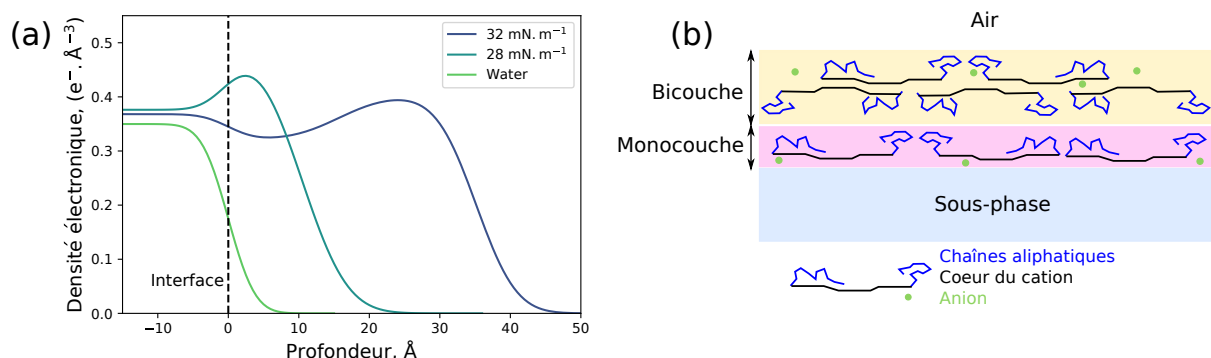 (a)
Densité électronique, (e⁻. Å⁻³)
0.5
0.4
0.3
0.2
0.1
0.0
32 mN. m⁻¹
28 mN. m⁻¹
Water
Interface
−10
0
10
20
30
40
50
Profondeur, Å
(b)
Air
Bicouche
Monocouche
Sous-phase
Chaînes aliphatiques
Coeur du cation
Anion